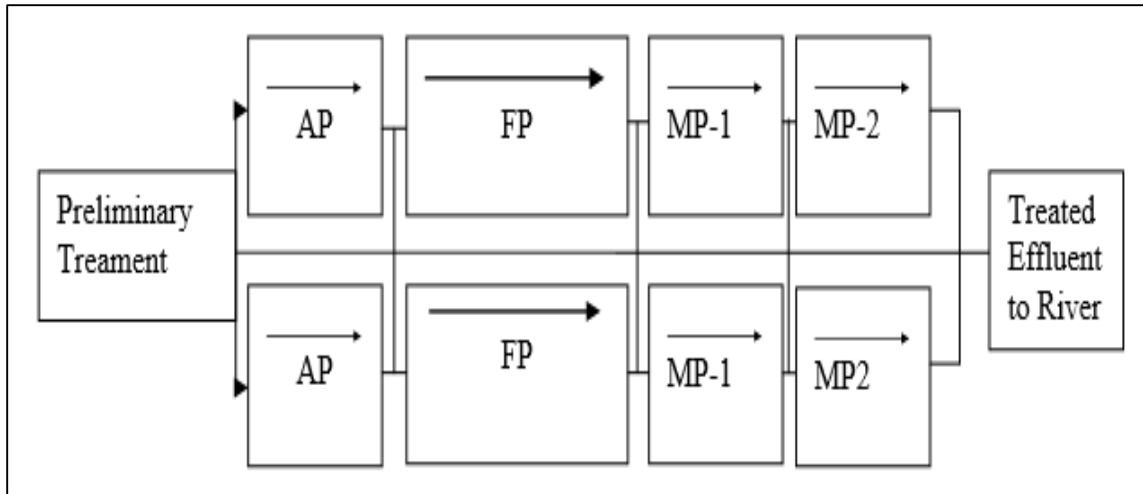 Preliminary
Treament
AP
FP
MP-1
MP-2
AP
FP
MP-1
MP2
Treated
Effluent
to River